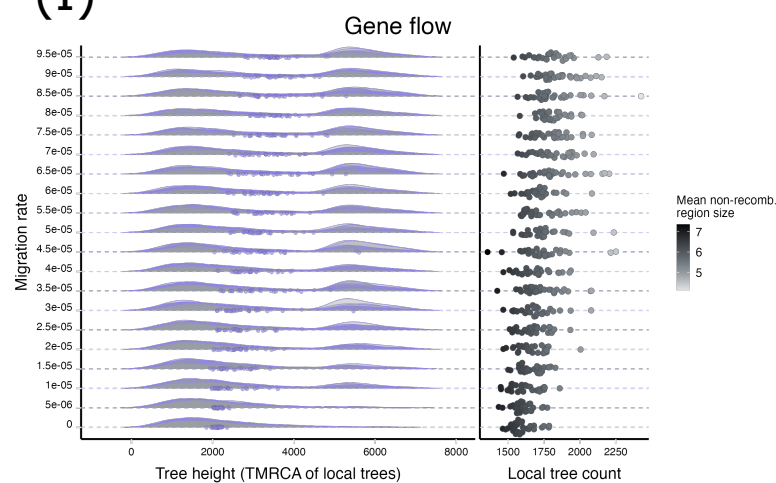 (1)
Gene flow
Migration rate
9.5e-05
9e-05
8.5e-05
8e-05
7.5e-05
7e-05
6.5e-05
6e-05
5.5e-05
5e-05
4.5e-05
4e-05
3.5e-05
3e-05
2.5e-05
2e-05
1.5e-05
1e-05
5e-06
0
0 2000 4000 6000 8000
Tree height (TMRCA of local trees)
1500 1750 2000 2250
Local tree count
Mean non-recomb.
region size
7
6
5